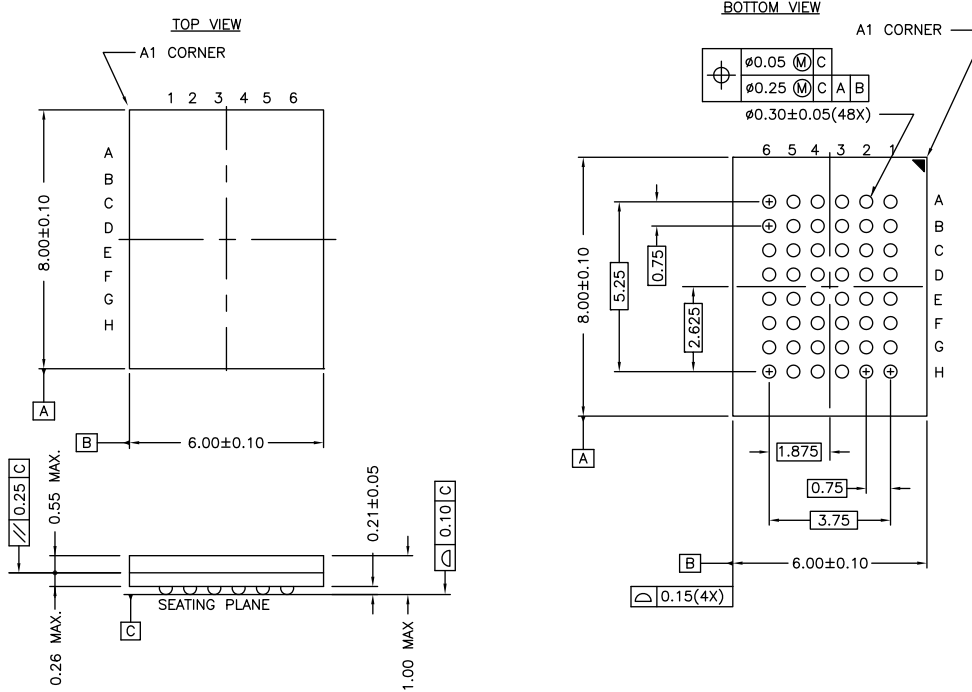 TOP VIEW
A1 CORNER
1 2 3 4 5 6
A
B
C
D
E
F
G
H
8.00±0.10
A
B
6.00±0.10
// 0.25 C
0.55 MAX.
0.21±0.05
⌓ 0.10 C
SEATING PLANE
C
0.26 MAX.
1.00 MAX
BOTTOM VIEW
A1 CORNER
⌖ ø0.05 Ⓜ C
ø0.25 Ⓜ C A B
ø0.30±0.05(48X)
6 5 4 3 2 1
A
B
C
D
E
F
G
H
8.00±0.10
5.25
0.75
2.625
A
1.875
0.75
3.75
B
6.00±0.10
⌓ 0.15(4X)